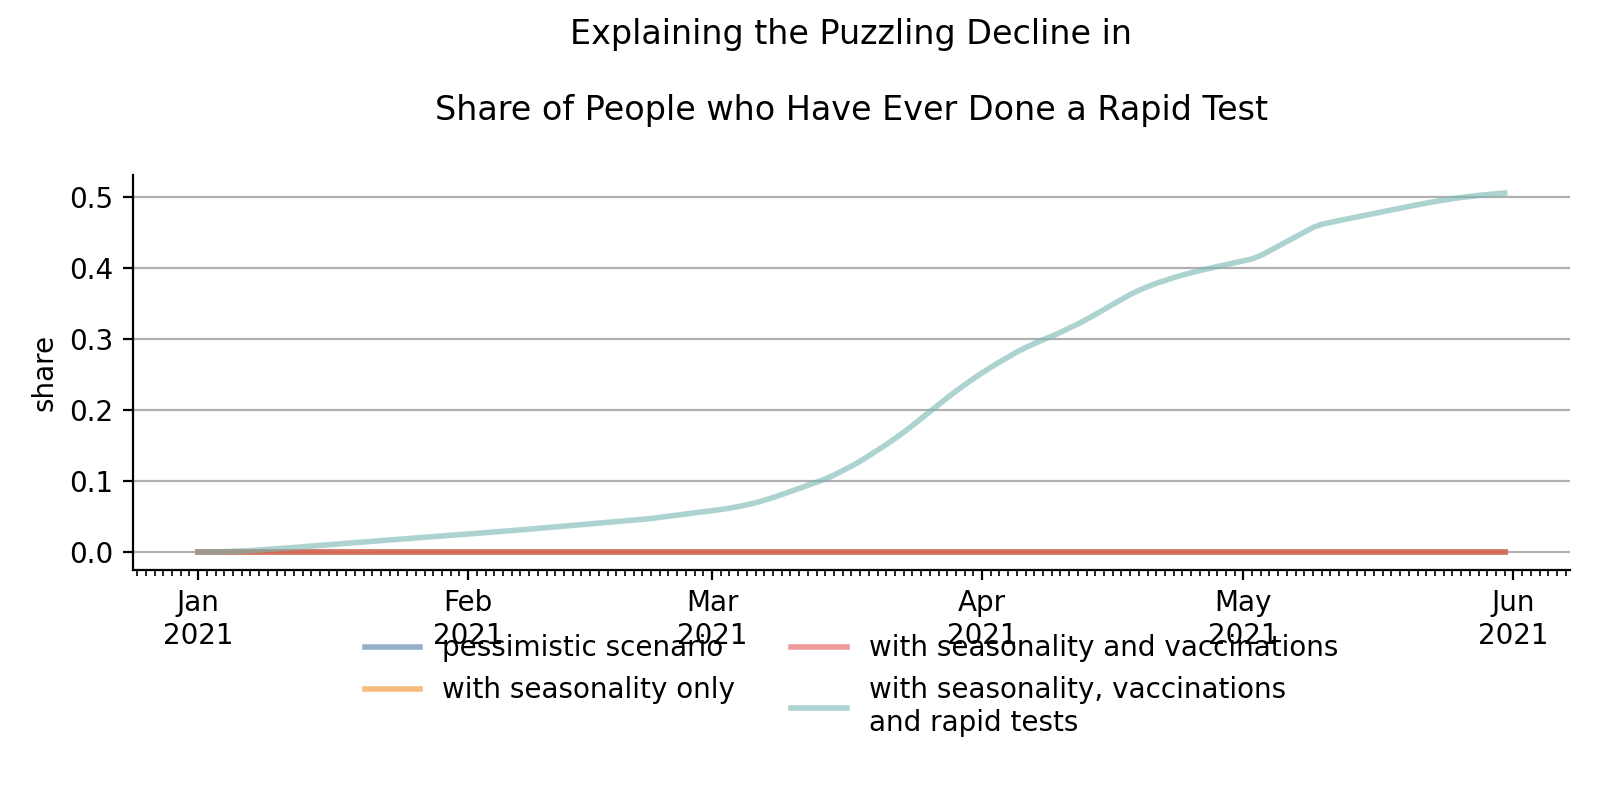 Explaining the Puzzling Decline in
Share of People who Have Ever Done a Rapid Test
share
0.5
0.4
0.3
0.2
0.1
0.0
Jan
2021
Feb
2021
Mar
2021
Apr
2021
May
2021
Jun
2021
pessimistic scenario
with seasonality only
with seasonality and vaccinations
with seasonality, vaccinations
and rapid tests